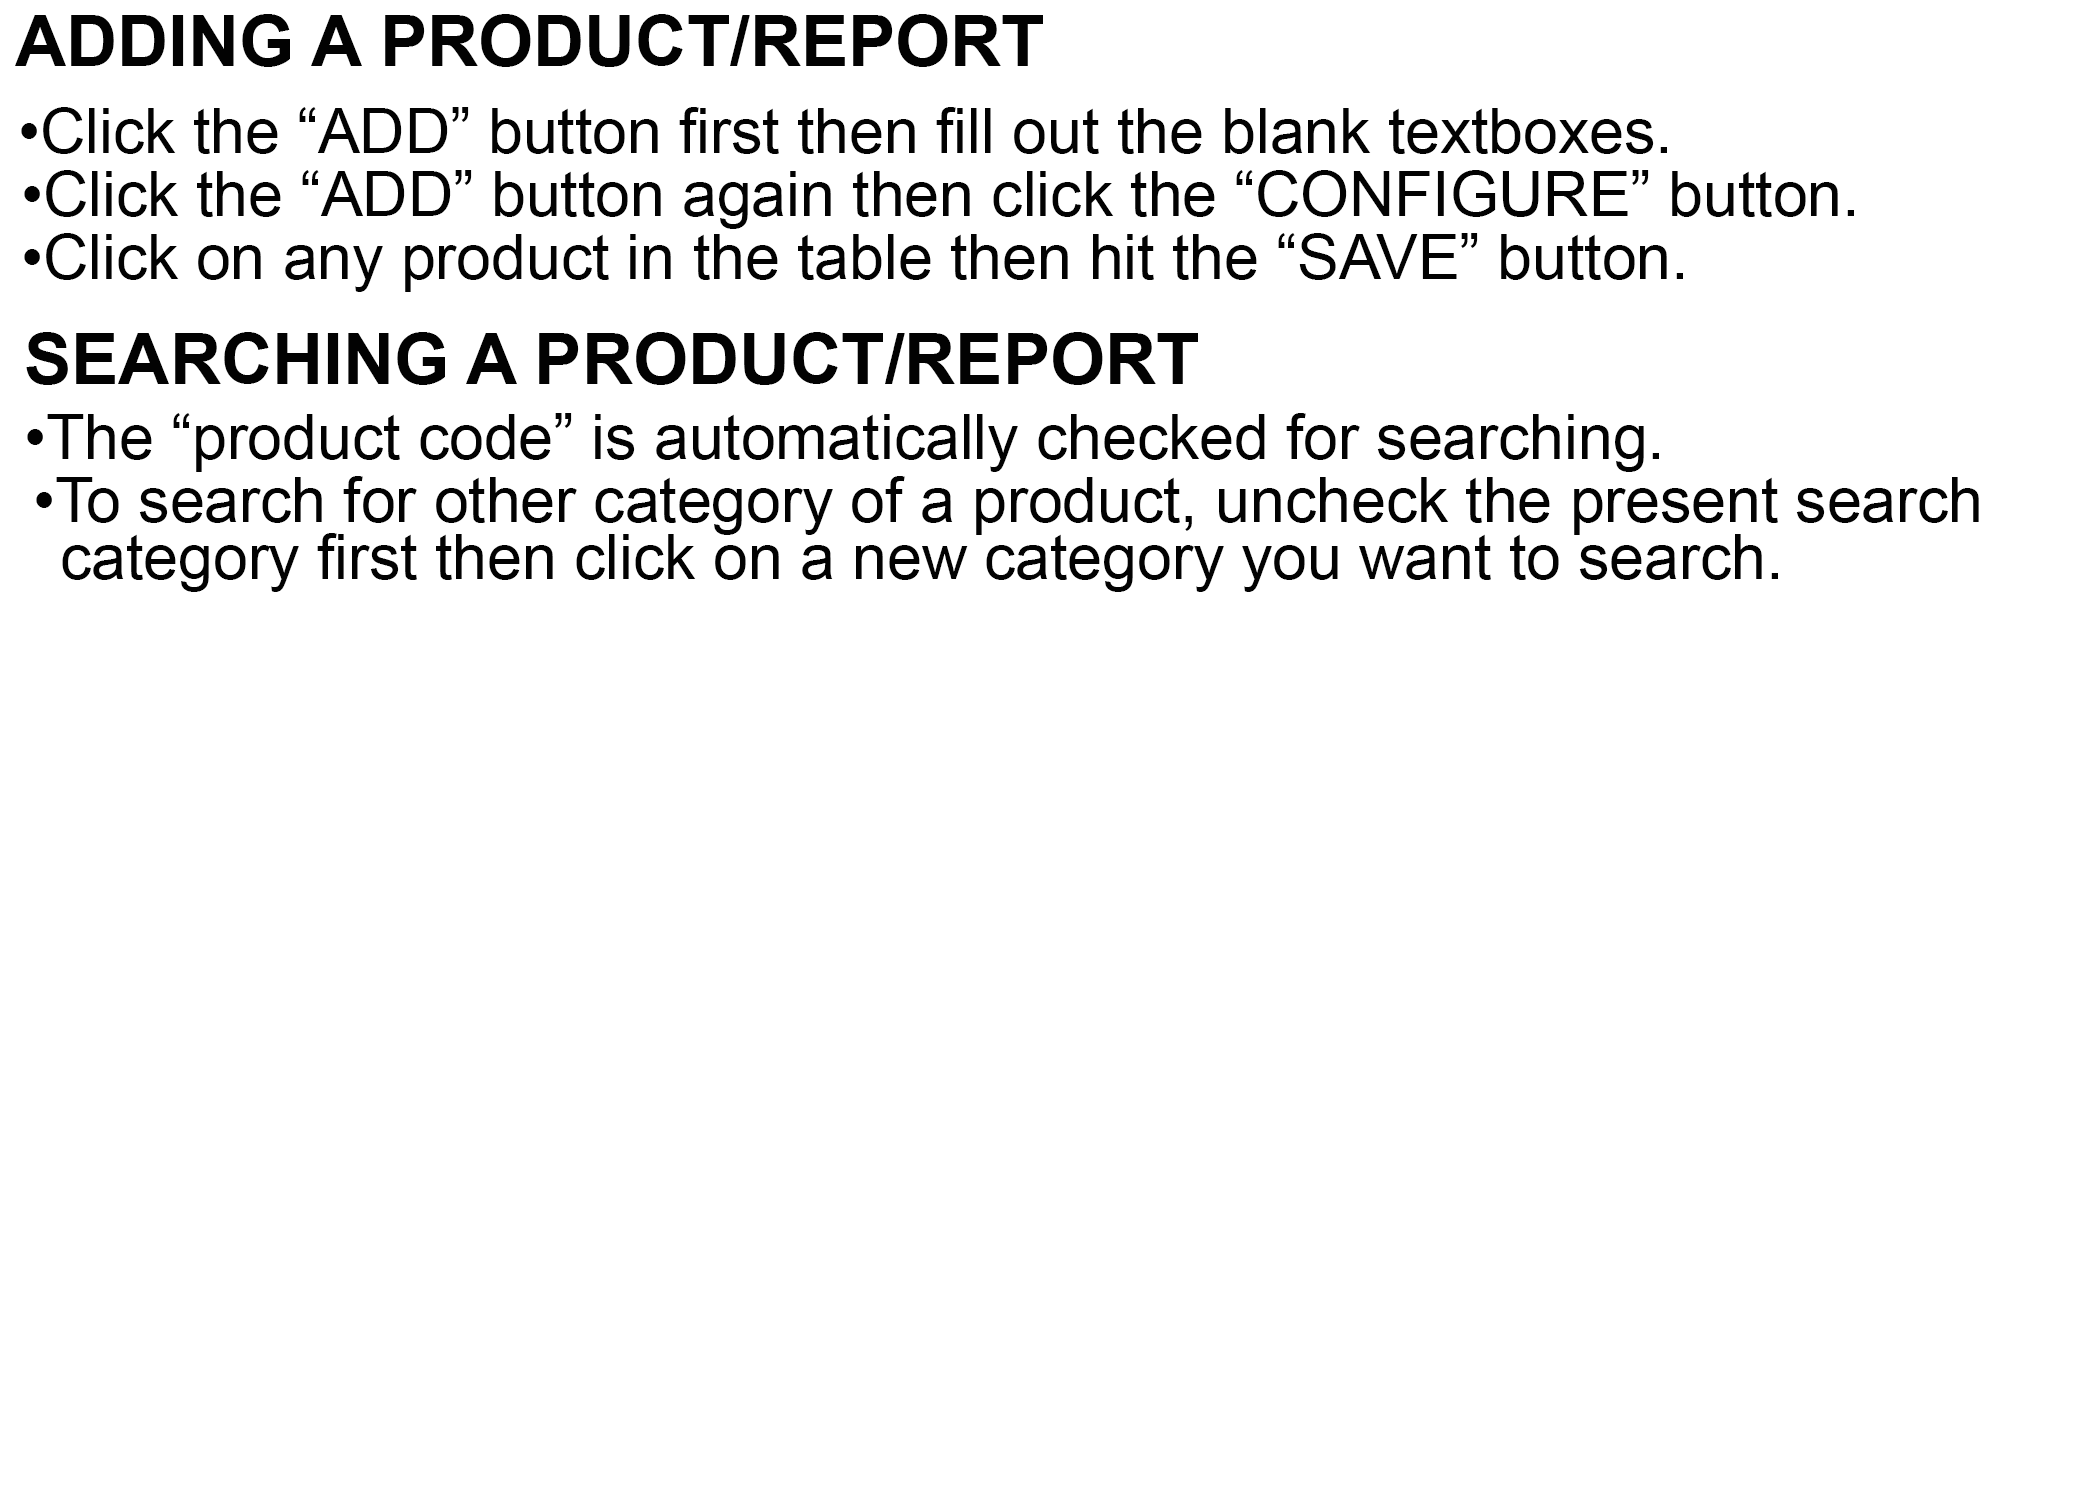 ADDING A PRODUCT/REPORT
•Click the “ADD” button first then fill out the blank textboxes.
•Click the “ADD” button again then click the “CONFIGURE” button.
•Click on any product in the table then hit the “SAVE” button.
SEARCHING A PRODUCT/REPORT
•The “product code” is automatically checked for searching.
•To search for other category of a product, uncheck the present search
category first then click on a new category you want to search.